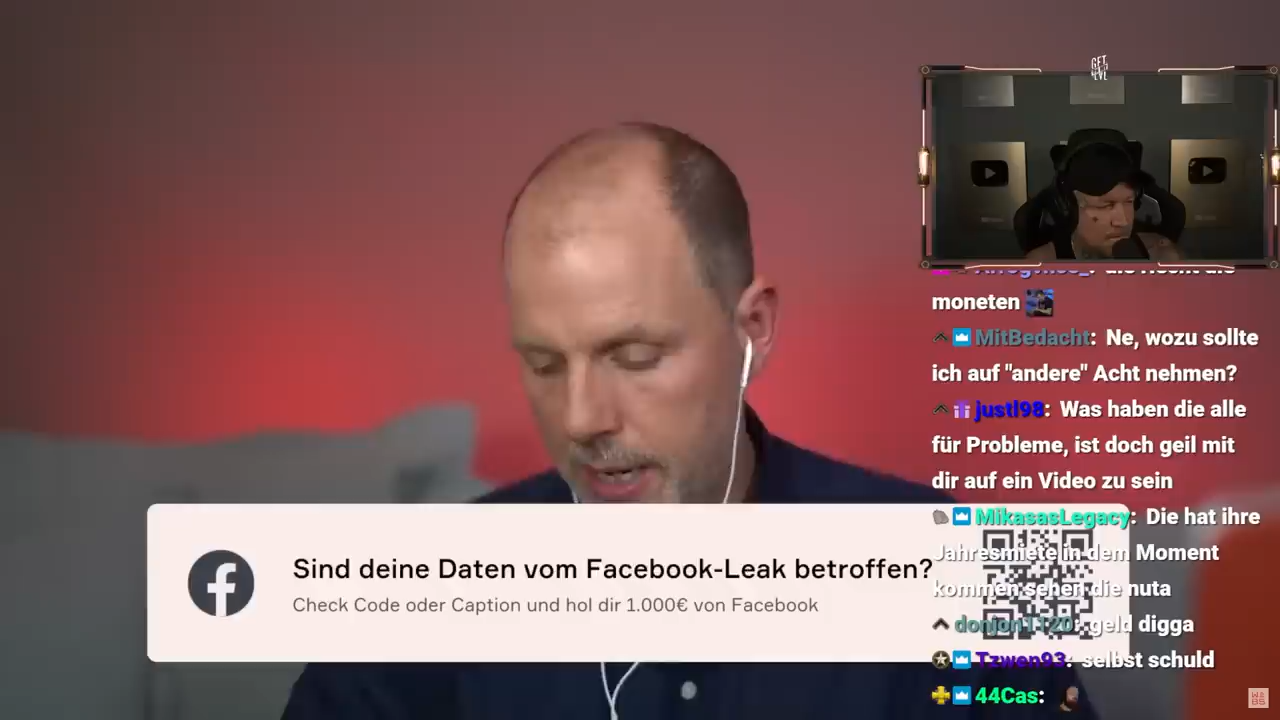 GET
moneten
MitBedacht: Ne, wozu sollte
ich auf "andere" Acht nehmen?
justl98: Was haben die alle
für Probleme, ist doch geil mit
dir auf ein Video zu sein
MikasasLegacy: Die hat ihre
Jahresmiete in dem Moment
kommen sehen die nuta
donjon1120: geld digga
Tzwen93: selbst schuld
44Cas:
Sind deine Daten vom Facebook-Leak betroffen?
Check Code oder Caption und hol dir 1.000€ von Facebook
WBS